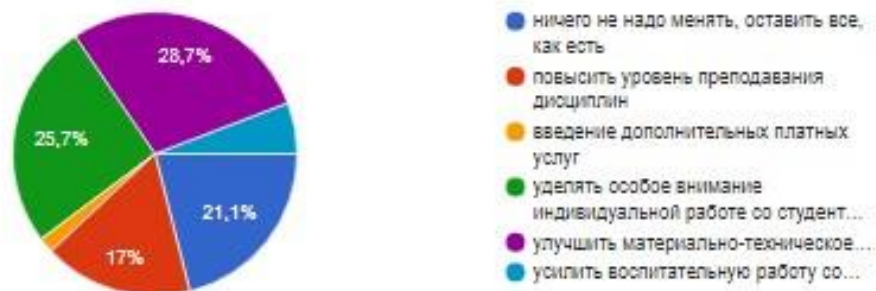 28,7%
25,7%
21,1%
17%
ничего не надо менять, оставить все,
как есть
повысить уровень преподавания
дисциплин
введение дополнительных платных
услуг
уделять особое внимание
индивидуальной работе со студент...
улучшить материально-техническое...
усилить воспитательную работу со...